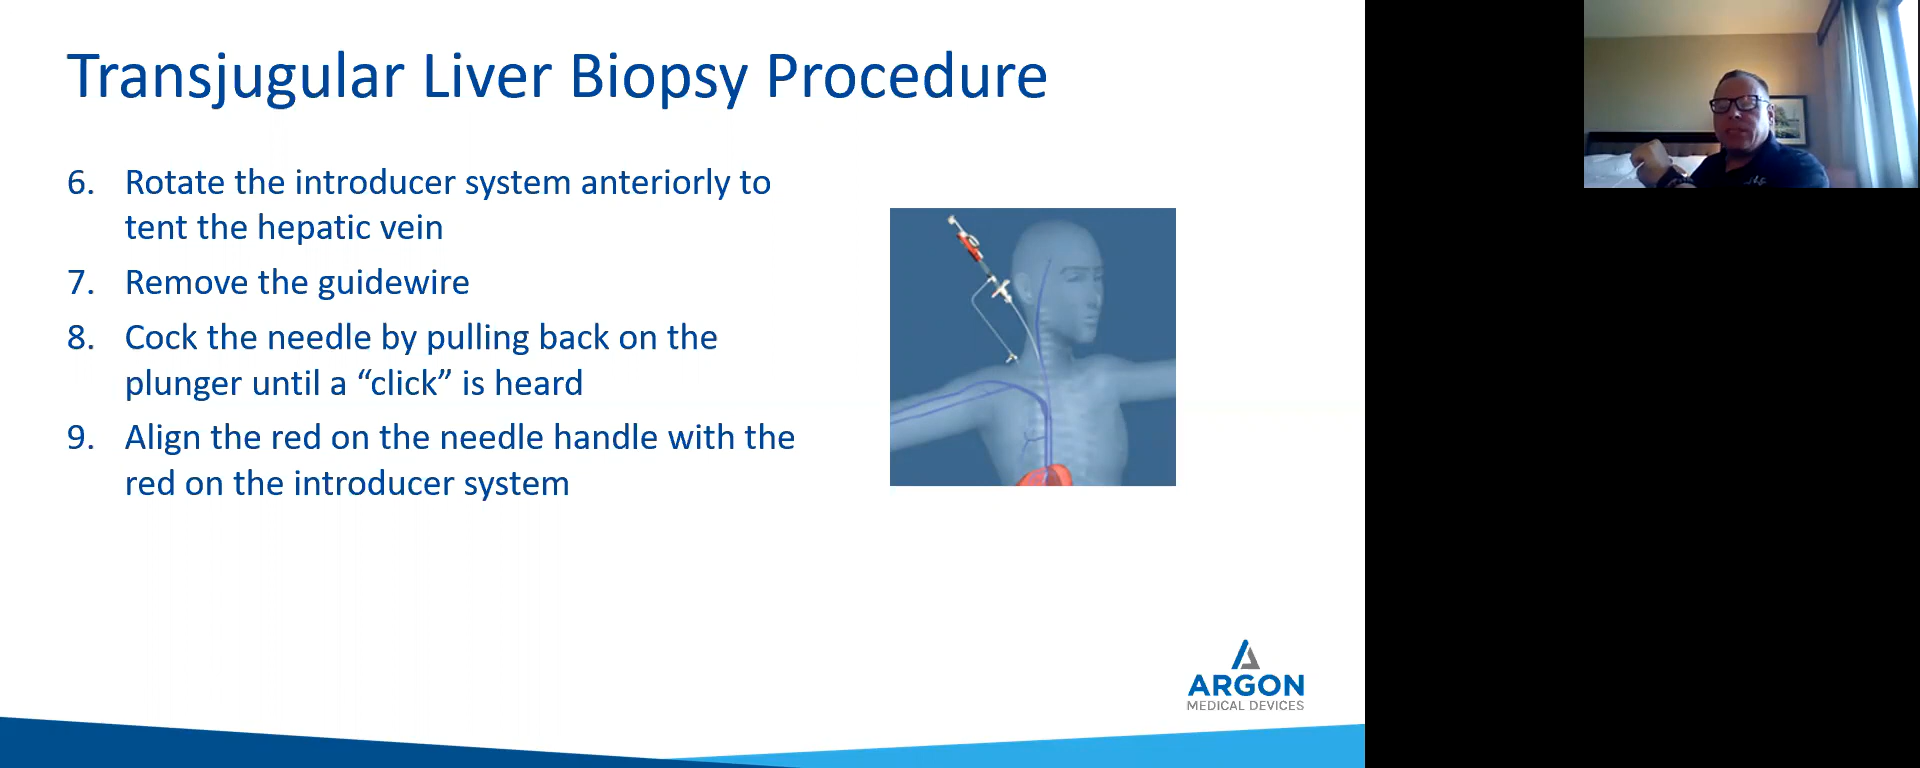 Transjugular Liver Biopsy Procedure
6. Rotate the introducer system anteriorly to
tent the hepatic vein
7. Remove the guidewire
8. Cock the needle by pulling back on the
plunger until a “click” is heard
9. Align the red on the needle handle with the
red on the introducer system
ARGON
MEDICAL DEVICES